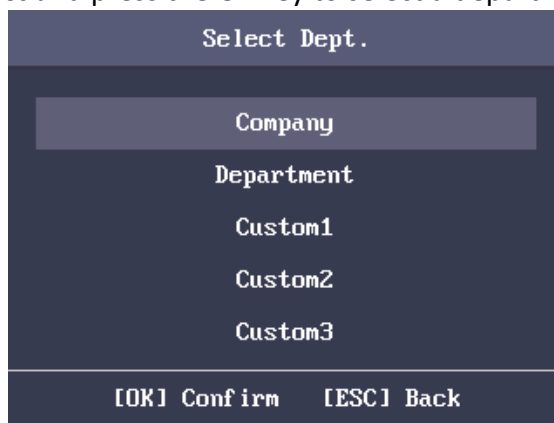 Select Dept.
Company
Department
Custom1
Custom2
Custom3
[OK] Confirm [ESC] Back